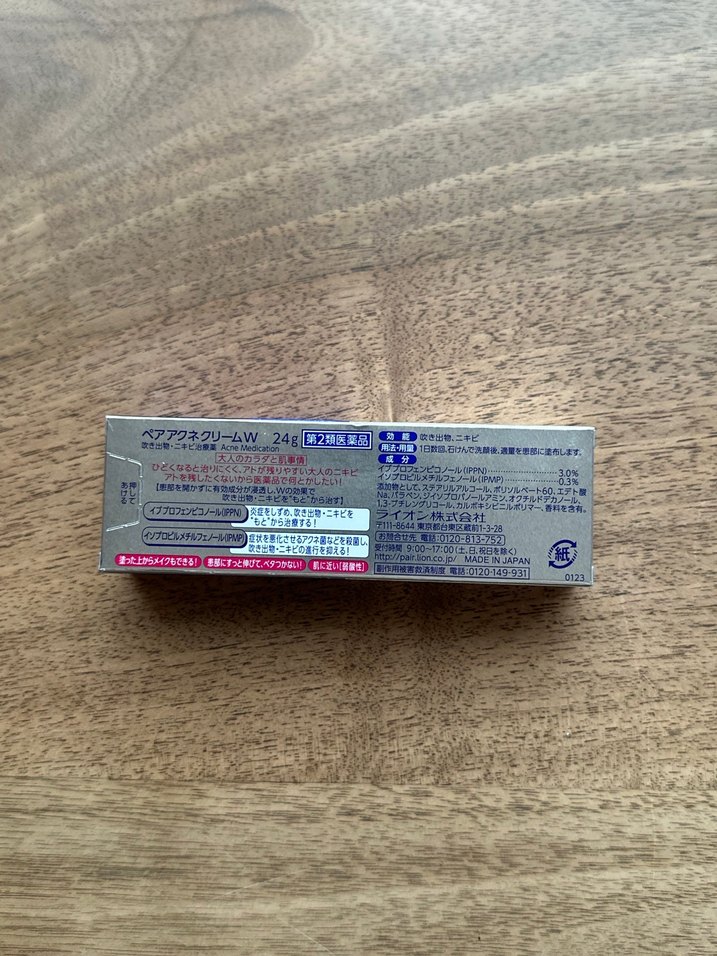 ペアアクネクリームW 24g 第2類医薬品
吹き出物・ニキビ治療薬 Acne Medication
大人のカラダと肌事情
ひどくなると治りにくく、アトが残りやすい大人のニキビ
アトを残したくないから医薬品で何とかしたい!
【患部を開かずに有効成分が浸透し、Wの効果で
吹き出物・ニキビを"もと"から治す】
イブプロフェンピコノール(IPPN)
炎症をしずめ、吹き出物・ニキビを
"もと"から治療する!
イソプロピルメチルフェノール(IPMP)
症状を悪化させるアクネ菌などを殺菌し、
吹き出物・ニキビの進行を抑える!
塗った上からメイクもできる! 患部にすっと伸びて、ベタつかない! 肌に近い[弱酸性]
押して
あける
効能 吹き出物、ニキビ
用法・用量 1日数回、石けんで洗顔後、適量を患部に塗布します。
成分
イブプロフェンピコノール(IPPN) 3.0%
イソプロピルメチルフェノール(IPMP) 0.3%
添加物として、ステアリルアルコール、ポリソルベート60、エデト酸
Na、パラベン、ジイソプロパノールアミン、オクチルドデカノール、
1,3-ブチレングリコール、カルボキシビニルポリマー、香料を含有。
ライオン株式会社
〒111-8644 東京都台東区蔵前1-3-28
お問合せ先 電話:0120-813-752
受付時間 9:00~17:00(土、日、祝日を除く)
http://pair.lion.co.jp/ MADE IN JAPAN
副作用被害救済制度 電話:0120-149-931
紙
0123